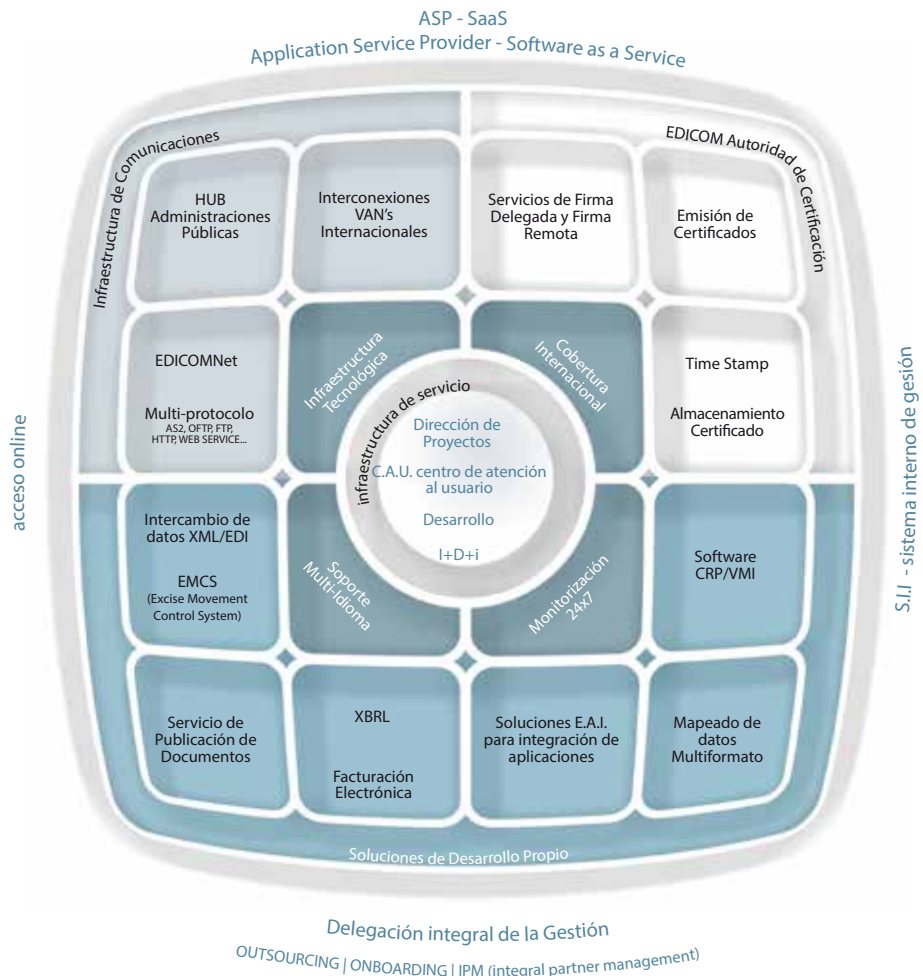 ASP - SaaS
Application Service Provider - Software as a Service
Infraestructura de Comunicaciones
EDICOM Autoridad de Certificación
HUB
Administraciones
Públicas
Interconexiones
VAN's
Internacionales
Servicios de Firma
Delegada y Firma
Remota
Emisión de
Certificados
EDICOMNet
Multi-protocolo
AS2, OFTP, FTP,
HTTP, WEB SERVICE...
Infraestructura
Tecnológica
Cobertura
Internacional
Time Stamp
Almacenamiento
Certificado
infraestructura de servicio
Dirección de
Proyectos
C.A.U. centro de atención
al usuario
Desarrollo
I+D+i
acceso online
S.I.I - sistema interno de gesión
Intercambio de
datos XML/EDI
EMCS
(Excise Movement
Control System)
Soporte
Multi-Idioma
Monitorización
24x7
Software
CRP/VMI
Servicio de
Publicación de
Documentos
XBRL
Facturación
Electrónica
Soluciones E.A.I.
para integración de
aplicaciones
Mapeado de
datos
Multiformato
Soluciones de Desarrollo Propio
Delegación integral de la Gestión
OUTSOURCING | ONBOARDING | IPM (integral partner management)